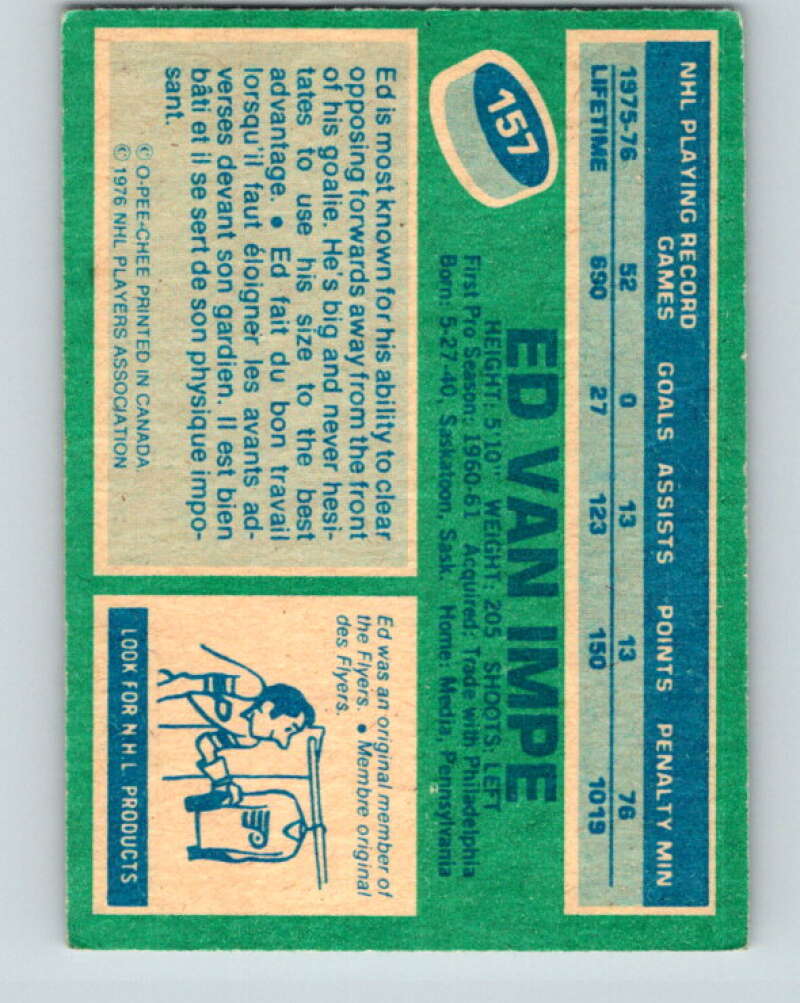 157
NHL PLAYING RECORD
GAMES GOALS ASSISTS POINTS PENALTY MIN
1975-76 52 0 13 13 76
LIFETIME 690 27 123 150 1019
ED VAN IMPE
HEIGHT: 5'10" WEIGHT: 205 SHOOTS: LEFT
First Pro Season: 1960-61 Acquired: Trade with Philadelphia
Born: 5-27-40, Saskatoon, Sask. Home: Media, Pennsylvania
Ed is most known for his ability to clear
opposing forwards away from the front
of his goalie. He's big and never hesi-
tates to use his size to the best
advantage. • Ed fait du bon travail
lorsqu'il faut éloigner les avants ad-
verses devant son gardien. Il est bien
bâti et il se sert de son physique impo-
sant.
© O-PEE-CHEE PRINTED IN CANADA
© 1976 NHL PLAYERS ASSOCIATION
Ed was an original member of
the Flyers. • Membre original
des Flyers.
LOOK FOR N H L PRODUCTS